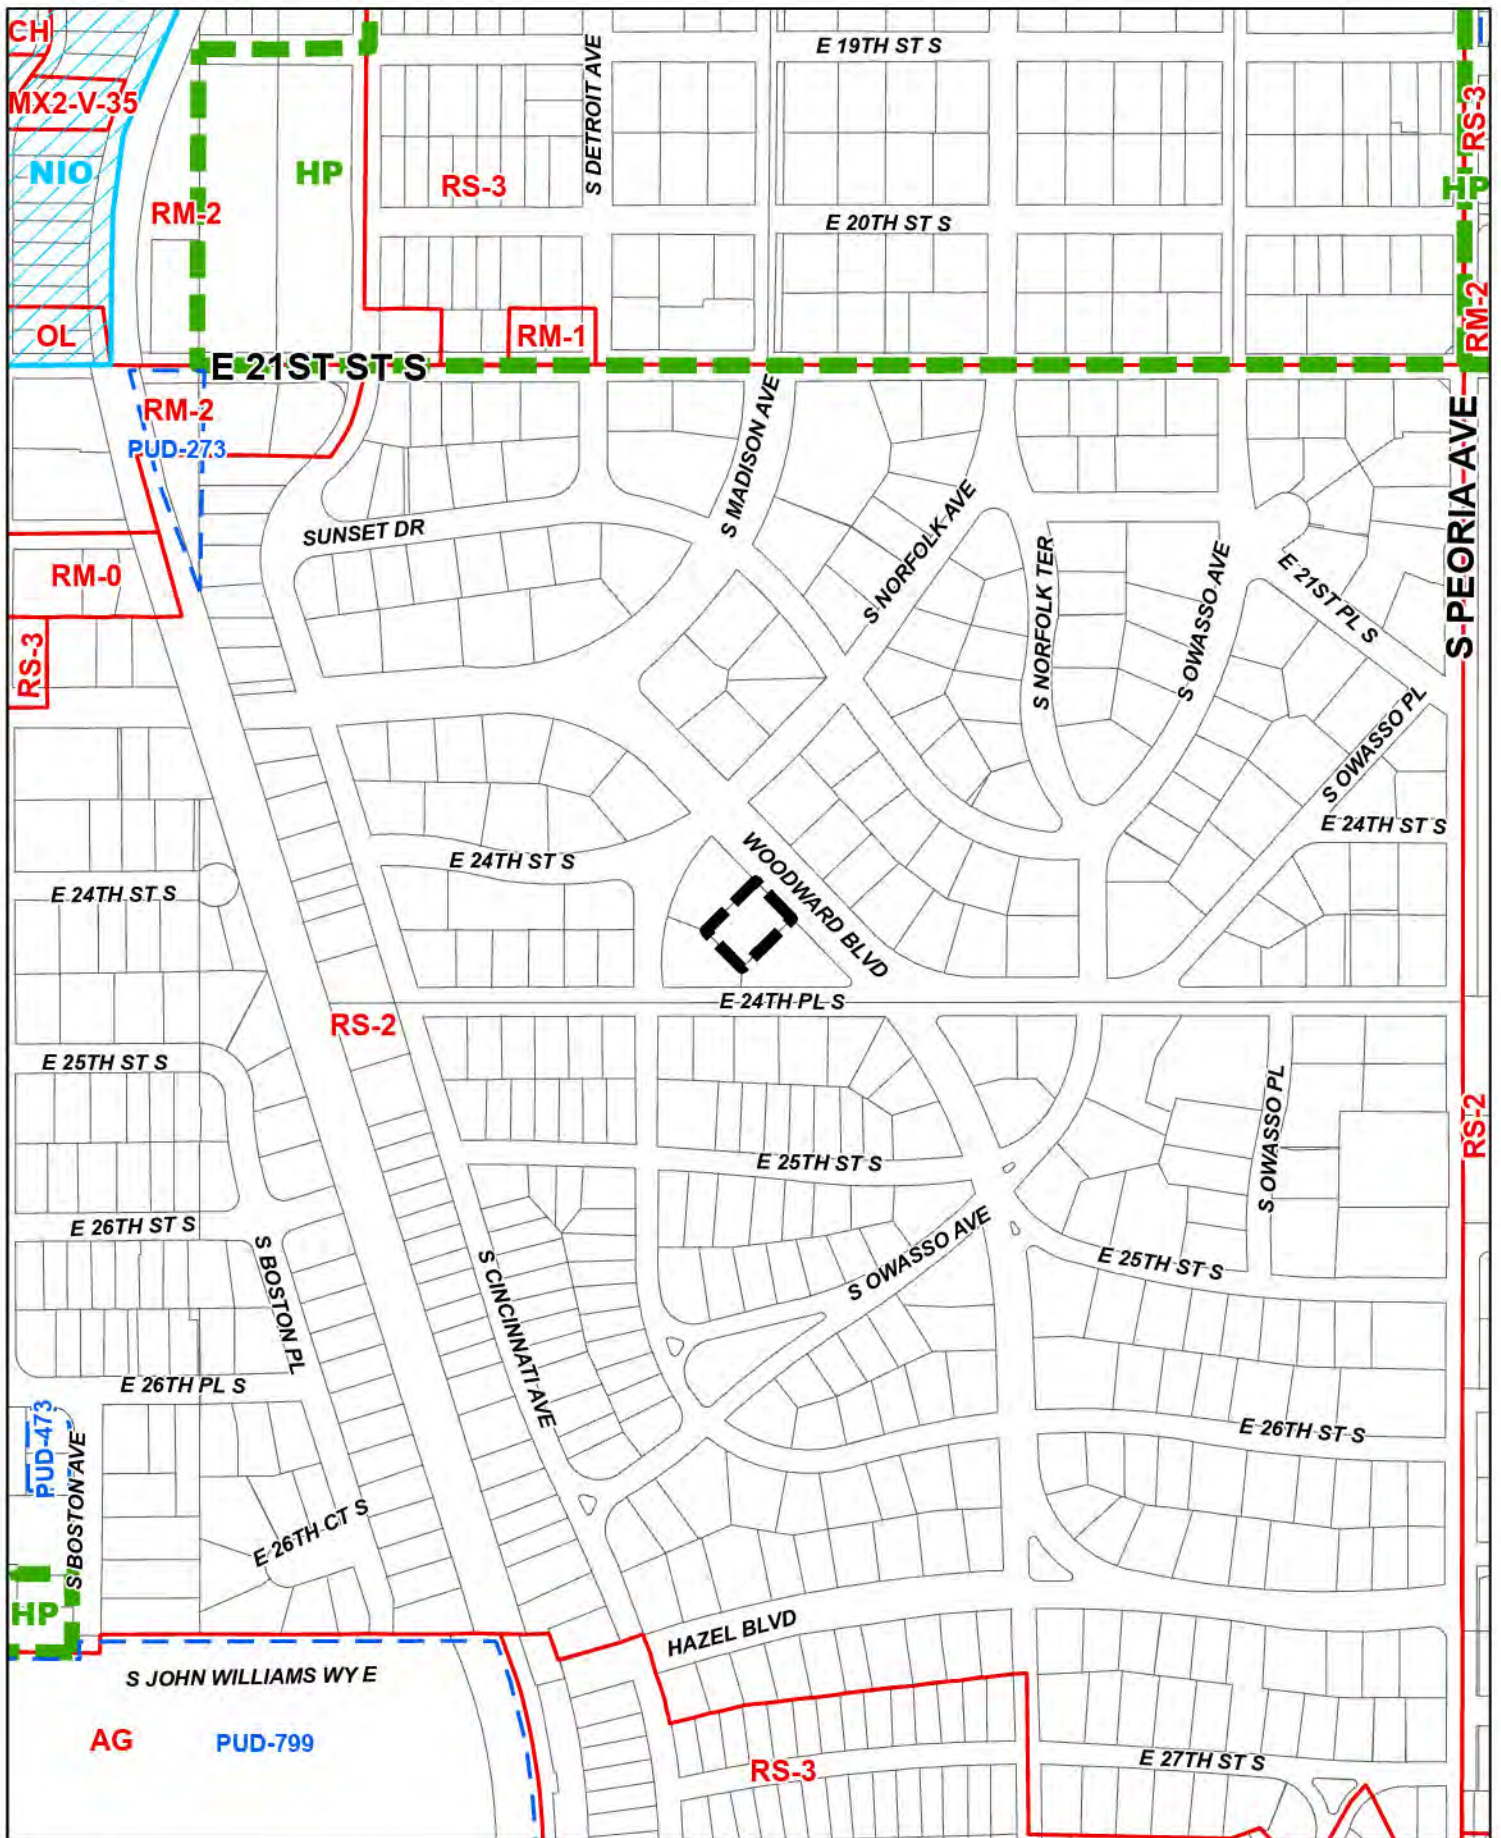 CH
E 19TH ST S
MX2-V-35
S DETROIT AVE
RS-3
NIO
HP
RS-3
HP
RM-2
E 20TH ST S
OL
RM-1
RM-2
E 21ST ST S
RM-2
PUD-273
S MADISON AVE
S PEORIA AVE
SUNSET DR
S NORFOLK AVE
RM-0
S NORFOLK TER
S OWASSO AVE
E 21ST PL S
RS-3
S OWASSO PL
E 24TH ST S
E 24TH ST S
WOODWARD BLVD
E 24TH ST S
E 24TH PL S
RS-2
E 25TH ST S
S OWASSO PL
RS-2
E 25TH ST S
E 26TH ST S
S BOSTON PL
S CINCINNATI AVE
S OWASSO AVE
E 25TH ST S
E 26TH PL S
PUD-473
S BOSTON AVE
E 26TH ST S
E 26TH CT S
HP
HAZEL BLVD
S JOHN WILLIAMS WY E
AG
PUD-799
RS-3
E 27TH ST S